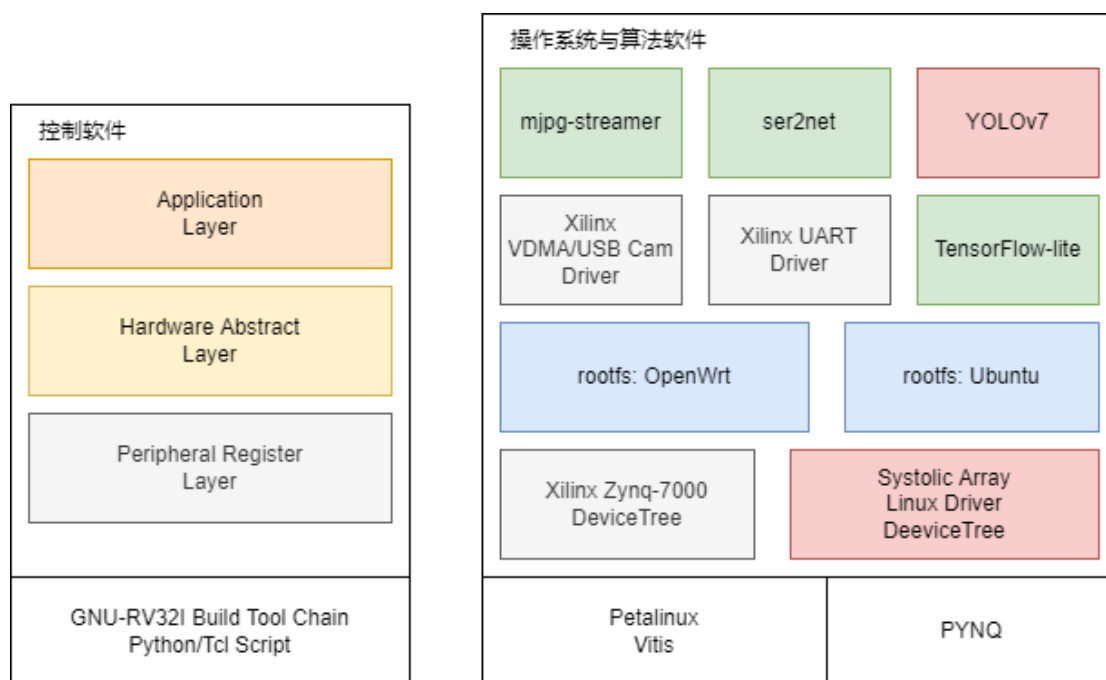 控制软件
Application
Layer
Hardware Abstract
Layer
Peripheral Register
Layer
GNU-RV32I Build Tool Chain
Python/Tcl Script
操作系统与算法软件
mjpg-streamer
ser2net
YOLOv7
Xilinx
VDMA/USB Cam
Driver
Xilinx UART
Driver
TensorFlow-lite
rootfs: OpenWrt
rootfs: Ubuntu
Xilinx Zynq-7000
DeviceTree
Systolic Array
Linux Driver
DeeviceTree
Petalinux
Vitis
PYNQ